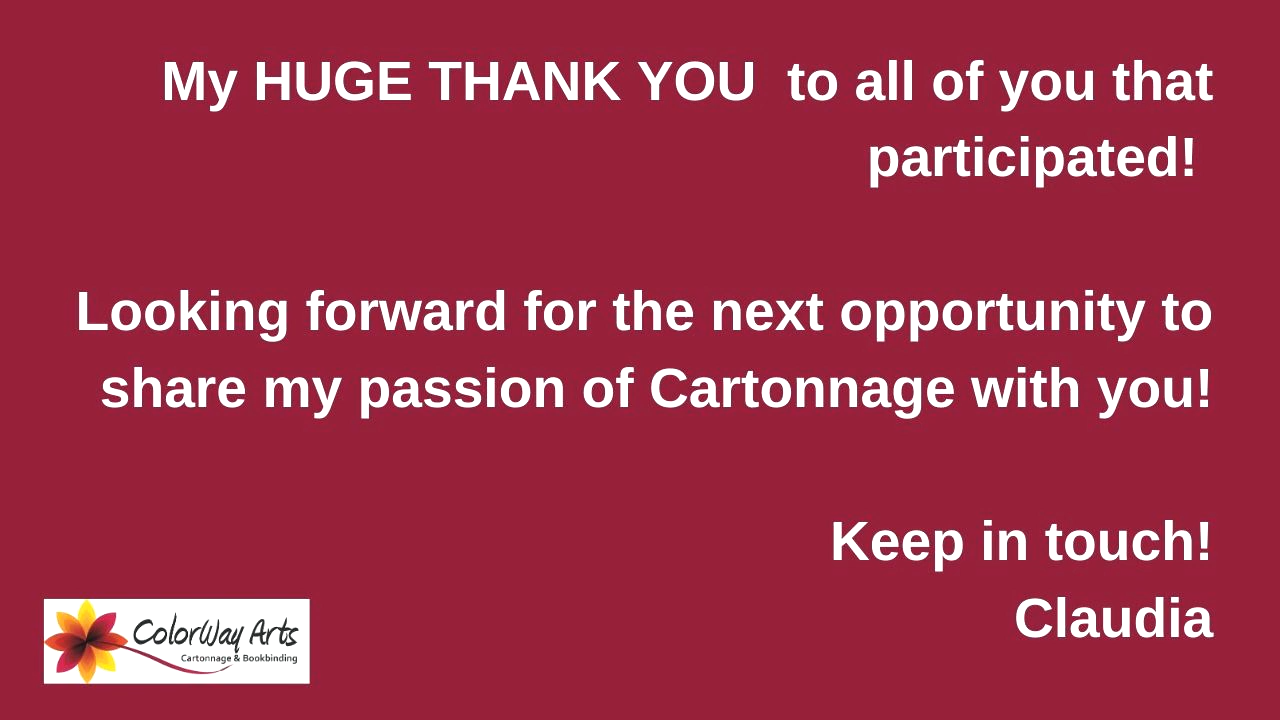 My HUGE THANK YOU  to all of you that
participated!
Looking forward for the next opportunity to
share my passion of Cartonnage with you!
Keep in touch!
Claudia
ColorWay Arts
Cartonnage & Bookbinding